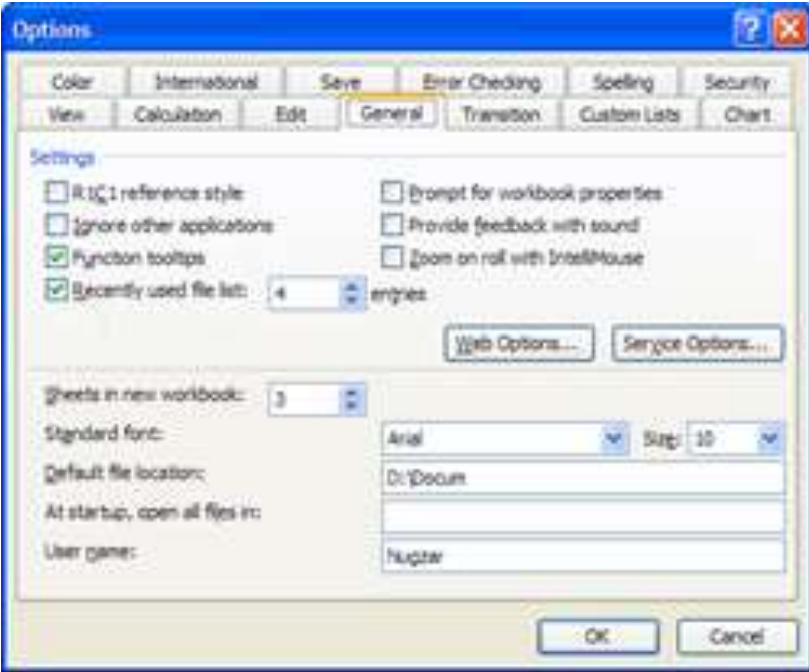 Options
Color International Save Error Checking Spelling Security
View Calculation Edit General Transition Custom Lists Chart
Settings
R1C1 reference style Prompt for workbook properties
Ignore other applications Provide feedback with sound
Function tooltips Zoom on roll with IntelliMouse
Recently used file list: 4 entries
Web Options... Service Options...
Sheets in new workbook: 3
Standard font: Arial Size: 10
Default file location: D:\Docum
At startup, open all files in:
User name: Nugzar
OK Cancel